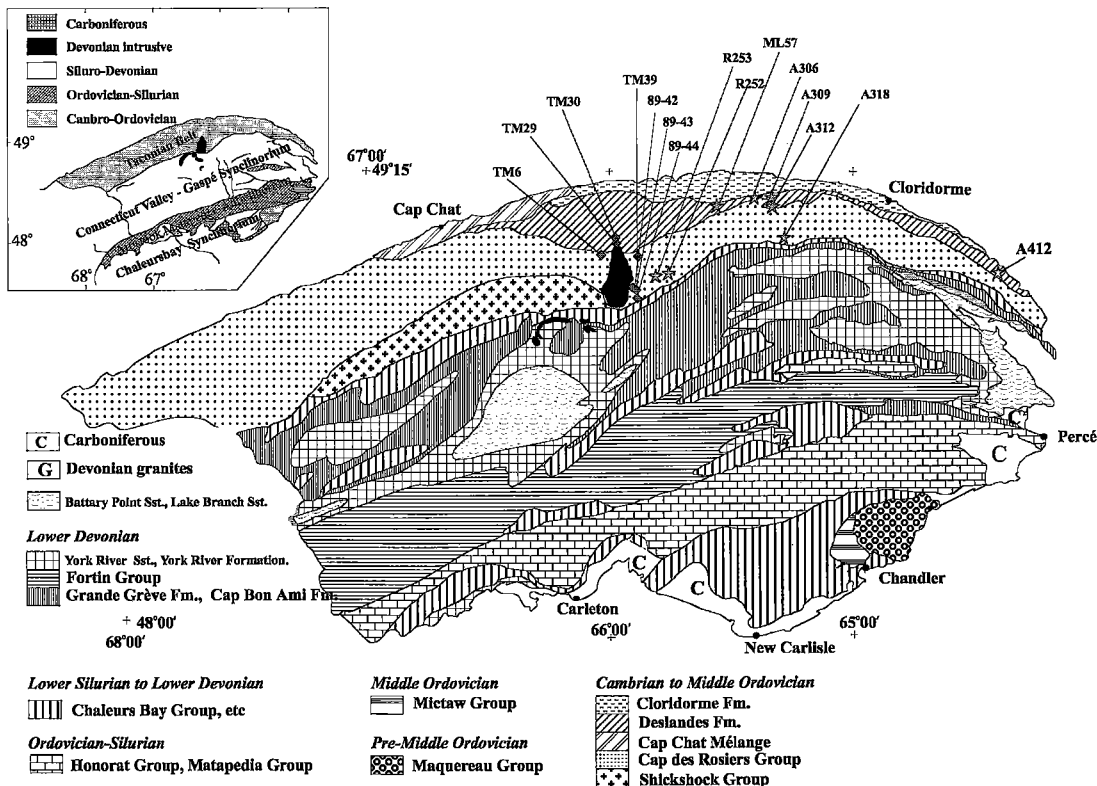 Carboniferous
Devonian intrusive
Siluro-Devonian
Ordovician-Silurian
Canbro-Ordovician
49°
48°
68°
67°
Taconian Belt
Connecticut Valley - Gaspé Synclinorium
Chaleursbay Synclinorium
67°00'
49°15'
Cap Chat
Cloridorme
TM6
TM29
TM30
TM39
89-42
89-43
89-44
R253
R252
ML57
A306
A309
A312
A318
A412
C Carboniferous
G Devonian granites
Battary Point Sst., Lake Branch Sst.
Lower Devonian
York River Sst., York River Formation.
Fortin Group
Grande Grève Fm., Cap Bon Ami Fm.
48°00'
68°00'
C
C
C
C
Percé
Chandler
Carleton
66°00'
65°00'
New Carlisle
Lower Silurian to Lower Devonian
Chaleurs Bay Group, etc
Ordovician-Silurian
Honorat Group, Matapedia Group
Middle Ordovician
Mictaw Group
Pre-Middle Ordovician
Maquereau Group
Cambrian to Middle Ordovician
Cloridorme Fm.
Deslandes Fm.
Cap Chat Mélange
Cap des Rosiers Group
Shickshock Group